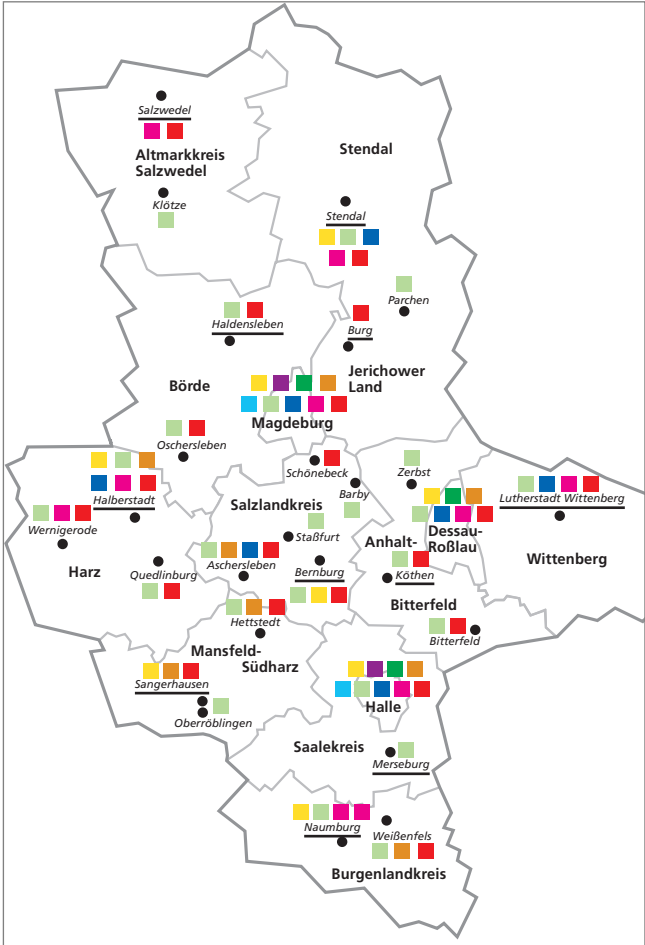 Salzwedel
Altmarkkreis
Salzwedel
Klötze
Stendal
Stendal
Parchen
Haldensleben
Burg
Jerichower
Land
Börde
Magdeburg
Oschersleben
Schönebeck
Zerbst
Halberstadt
Lutherstadt Wittenberg
Salzlandkreis
Barby
Wernigerode
Staßfurt
Anhalt-
Dessau-
Roßlau
Wittenberg
Harz
Quedlinburg
Aschersleben
Bernburg
Köthen
Bitterfeld
Hettstedt
Bitterfeld
Mansfeld-
Südharz
Sangerhausen
Oberröblingen
Halle
Saalekreis
Merseburg
Naumburg
Weißenfels
Burgenlandkreis